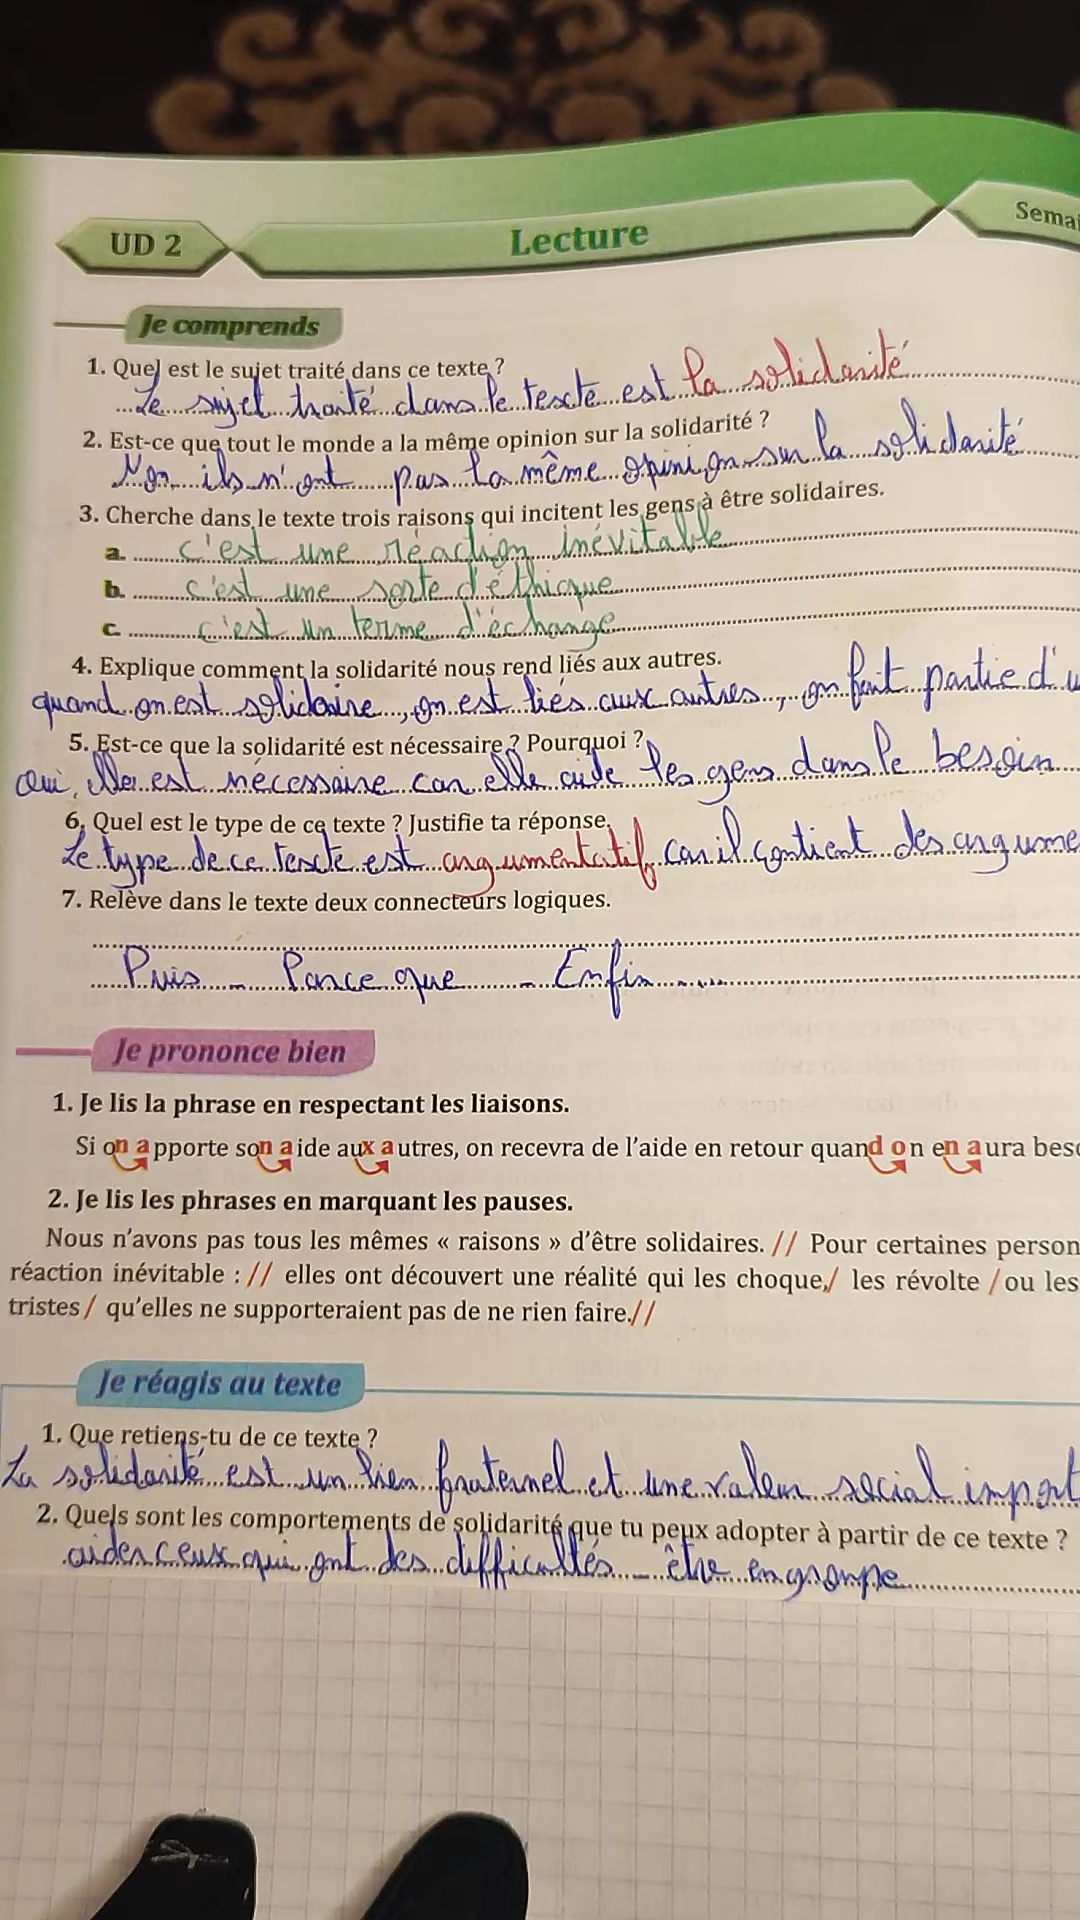 UD 2
Lecture
Semai
Je comprends
1. Quel est le sujet traité dans ce texte ?
Le sujet traité dans le texcte est la solidarité
2. Est-ce que tout le monde a la même opinion sur la solidarité ?
Non, ils n'ont pas la même opinion sur la solidarité
3. Cherche dans le texte trois raisons qui incitent les gens à être solidaires.
a. c'est une réaction inévitable
b. c'est une sorte d'éthique
c. c'est un terme d'échange
4. Explique comment la solidarité nous rend liés aux autres.
quand on est solidaire, on est liés aux autres, on fait partie d'u
5. Est-ce que la solidarité est nécessaire ? Pourquoi ?
Oui, elle est nécessaire car elle aide les gens dans le besoin
6. Quel est le type de ce texte ? Justifie ta réponse.
Le type de ce texcte est argumentatif car il contient des argume
7. Relève dans le texte deux connecteurs logiques.
Puis - Parce que - Enfin
Je prononce bien
1. Je lis la phrase en respectant les liaisons.
Si on apporte son aide aux autres, on recevra de l'aide en retour quand on en aura beso
2. Je lis les phrases en marquant les pauses.
Nous n'avons pas tous les mêmes « raisons » d'être solidaires. // Pour certaines person
réaction inévitable : // elles ont découvert une réalité qui les choque,/ les révolte / ou les
tristes / qu'elles ne supporteraient pas de ne rien faire.//
Je réagis au texte
1. Que retiens-tu de ce texte ?
La solidarité est un lien fraternel et une valeur social import
2. Quels sont les comportements de solidarité que tu peux adopter à partir de ce texte ?
aider ceux qui ont des difficultés - être en groupe